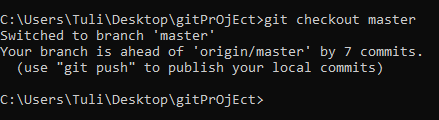 C:\Users\Tuli\Desktop\gitPrOjEct>git checkout master
Switched to branch 'master'
Your branch is ahead of 'origin/master' by 7 commits.
  (use "git push" to publish your local commits)
C:\Users\Tuli\Desktop\gitPrOjEct>